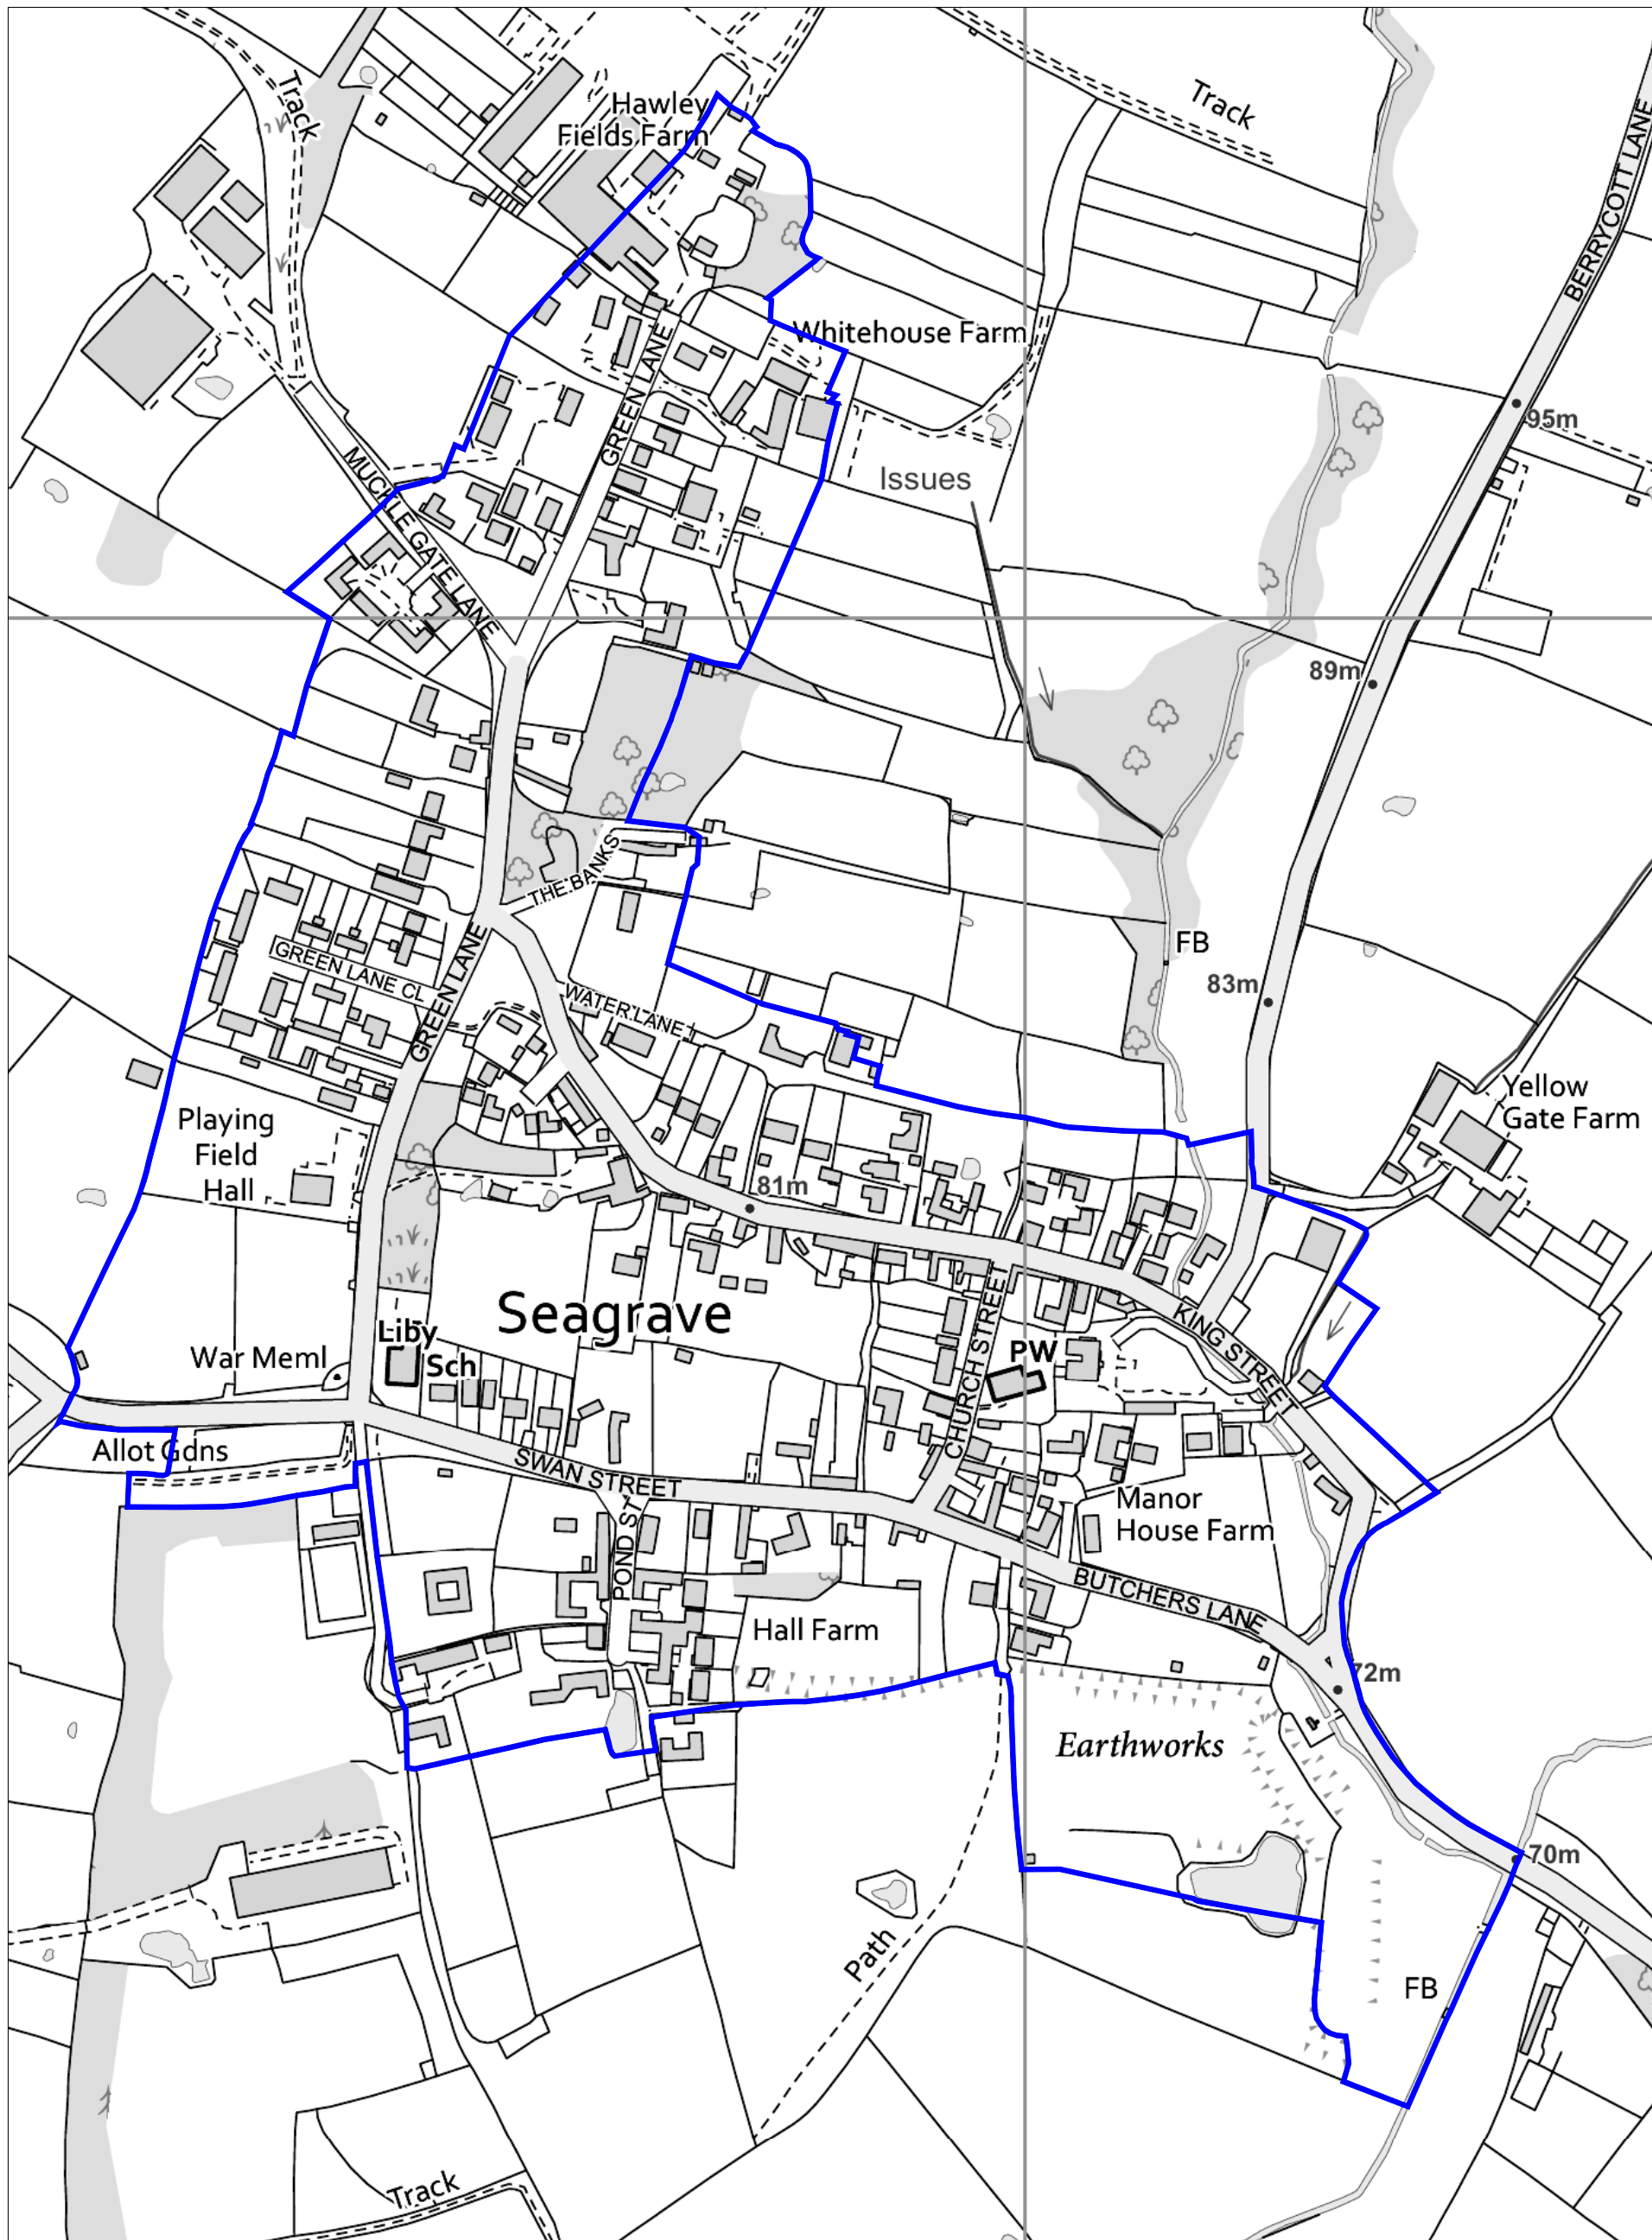 Track
Hawley
Fields Farm
Track
BERRYCOTT LANE
Whitehouse Farm
GREEN LANE
95m
MUCKLE GATE LANE
Issues
89m
THE BANKS
FB
GREEN LANE CL
GREEN LANE
WATER LANE
83m
Yellow
Gate Farm
Playing
Field
Hall
81m
Seagrave
KING STREET
CHURCH STREET
Liby
Sch
War Meml
PW
Allot Gdns
SWAN STREET
POND ST
Manor
House Farm
BUTCHERS LANE
Hall Farm
72m
Earthworks
70m
Path
FB
Track